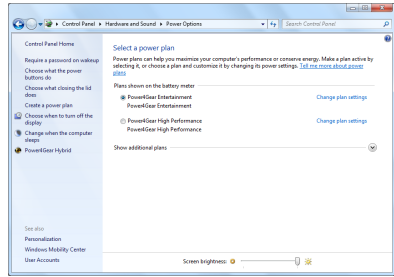 Control Panel ▸ Hardware and Sound ▸ Power Options
Search Control Panel
Control Panel Home
Require a password on wakeup
Choose what the power
buttons do
Choose what closing the lid
does
Create a power plan
Choose when to turn off the
display
Change when the computer
sleeps
Power4Gear Hybrid
See also
Personalization
Windows Mobility Center
User Accounts
Select a power plan
Power plans can help you maximize your computer's performance or conserve energy. Make a plan active by
selecting it, or choose a plan and customize it by changing its power settings. Tell me more about power
plans
Plans shown on the battery meter
Power4Gear Entertainment Change plan settings
Power4Gear Entertainment
Power4Gear High Performance Change plan settings
Power4Gear High Performance
Show additional plans
Screen brightness: